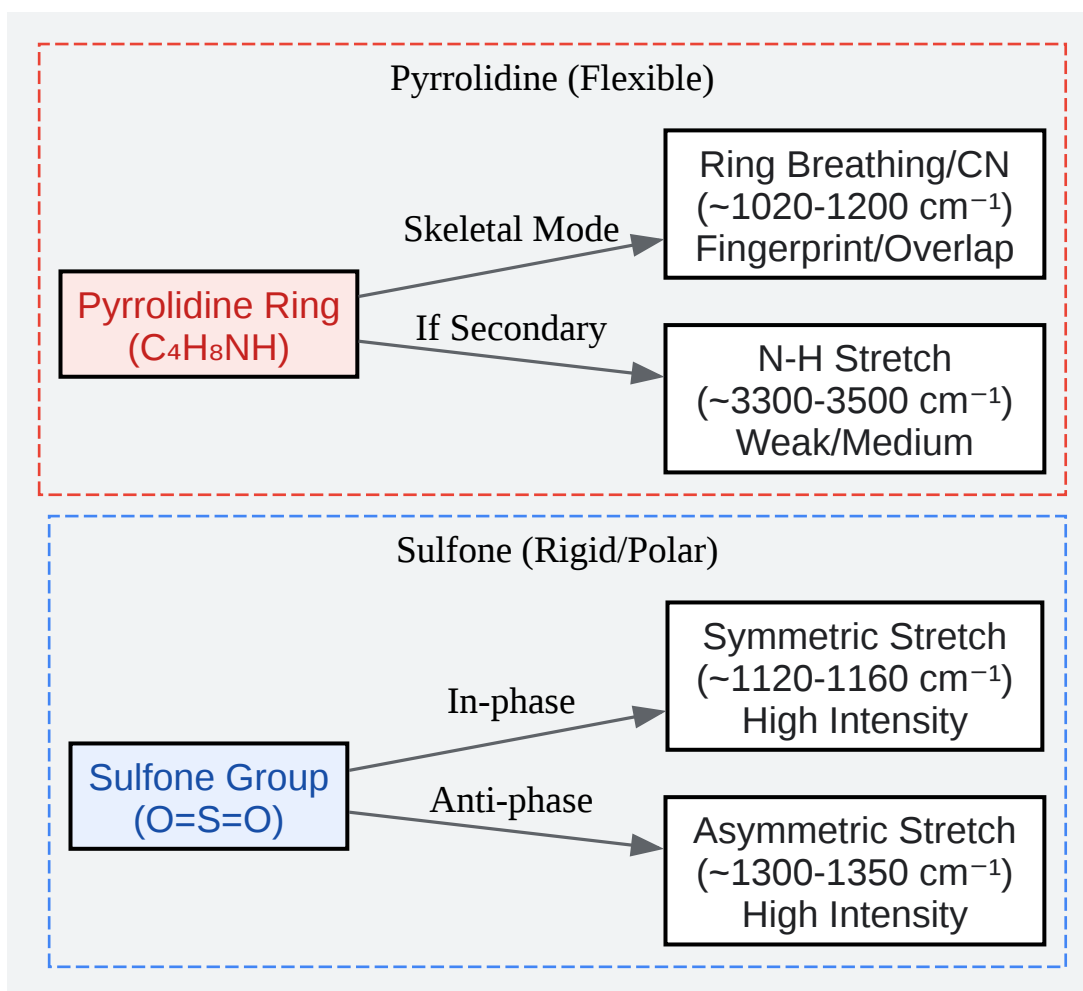 Pyrrolidine (Flexible)
Ring Breathing/CN
(~1020-1200 cm⁻¹)
Fingerprint/Overlap
Skeletal Mode
Pyrrolidine Ring
(C₄H₈NH)
If Secondary
N-H Stretch
(~3300-3500 cm⁻¹)
Weak/Medium
Sulfone (Rigid/Polar)
Symmetric Stretch
(~1120-1160 cm⁻¹)
High Intensity
In-phase
Sulfone Group
(O=S=O)
Anti-phase
Asymmetric Stretch
(~1300-1350 cm⁻¹)
High Intensity